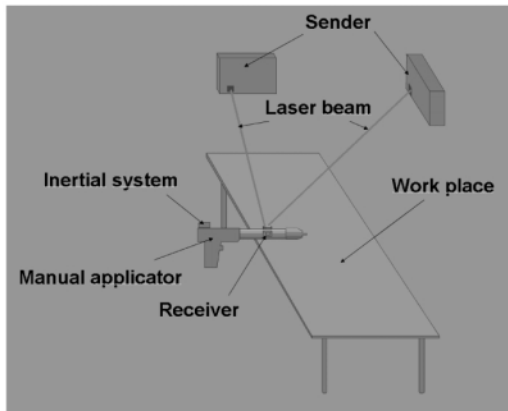 Sender
Laser beam
Inertial system
Work place
Manual applicator
Receiver